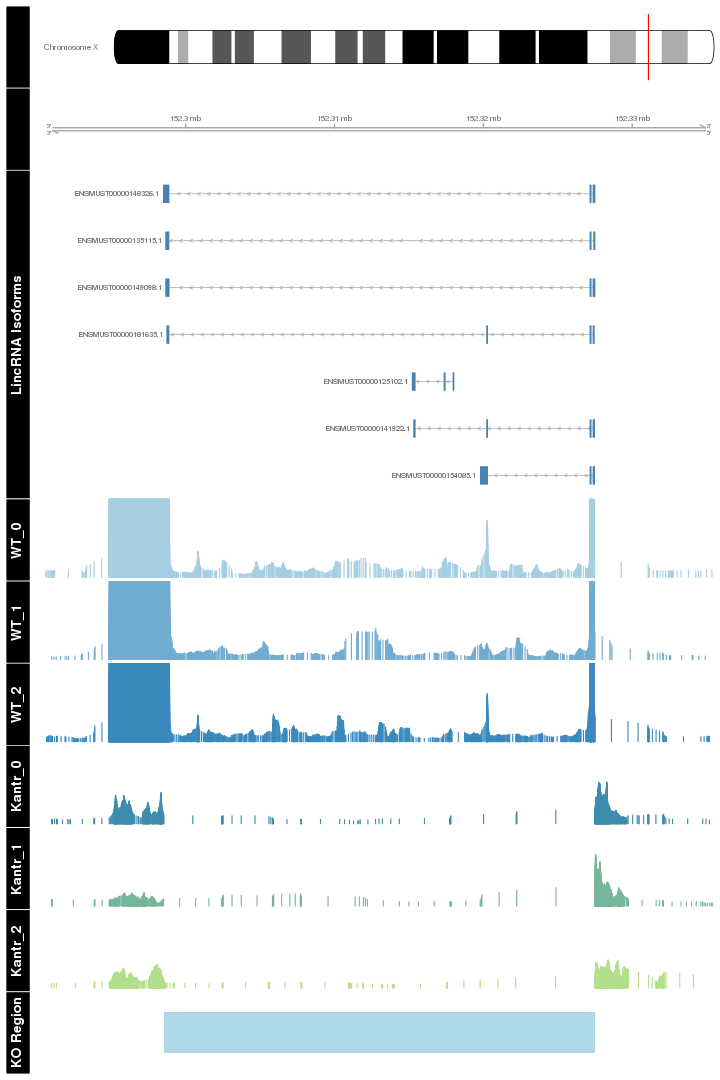 Chromosome X
152.3 mb
152.31 mb
152.32 mb
152.33 mb
5'
3'
3'
5'
LincRNA Isoforms
ENSMUST00000148326.1
ENSMUST00000135115.1
ENSMUST00000149098.1
ENSMUST00000181635.1
ENSMUST00000125102.1
ENSMUST00000141922.1
ENSMUST00000154085.1
WT_0
WT_1
WT_2
Kantr_0
Kantr_1
Kantr_2
KO Region